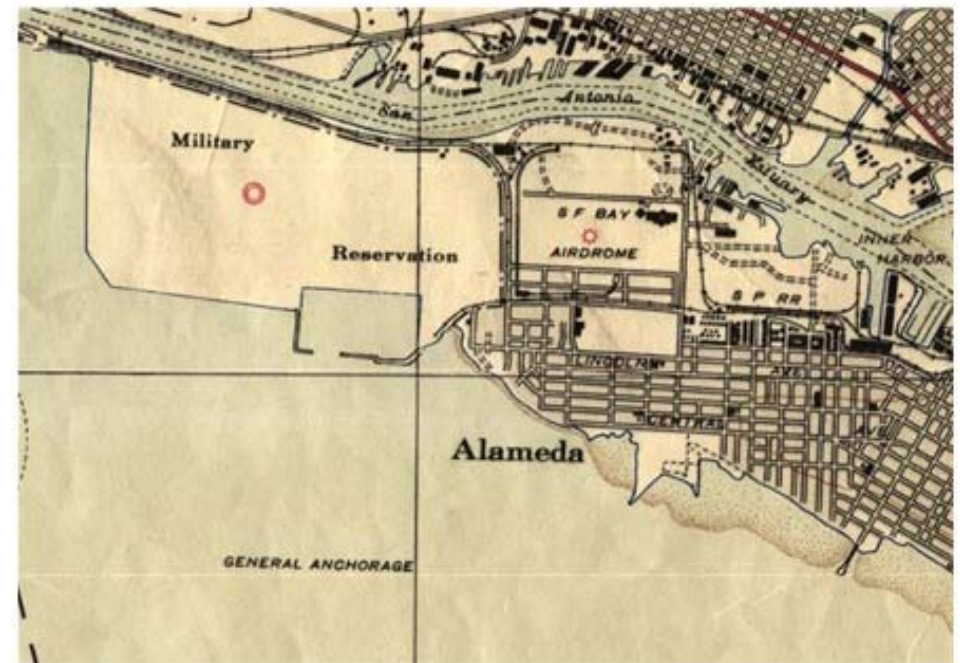 San
Antonio
Estuary
Military
S F BAY
AIRDROME
Reservation
INNER
HARBOR
S P RR
LINCOLN
AVE
CENTRAL
AVE
Alameda
GENERAL ANCHORAGE